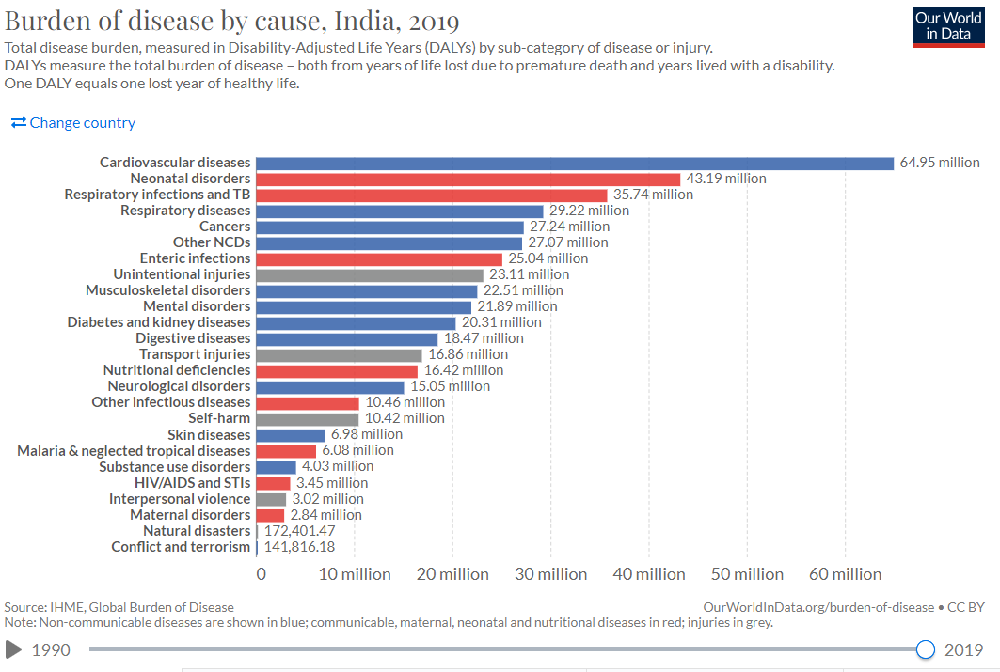 Burden of disease by cause, India, 2019
Our World
in Data
Total disease burden, measured in Disability-Adjusted Life Years (DALYs) by sub-category of disease or injury.
DALYs measure the total burden of disease – both from years of life lost due to premature death and years lived with a disability.
One DALY equals one lost year of healthy life.
Change country
Cardiovascular diseases 64.95 million
Neonatal disorders 43.19 million
Respiratory infections and TB 35.74 million
Respiratory diseases 29.22 million
Cancers 27.24 million
Other NCDs 27.07 million
Enteric infections 25.04 million
Unintentional injuries 23.11 million
Musculoskeletal disorders 22.51 million
Mental disorders 21.89 million
Diabetes and kidney diseases 20.31 million
Digestive diseases 18.47 million
Transport injuries 16.86 million
Nutritional deficiencies 16.42 million
Neurological disorders 15.05 million
Other infectious diseases 10.46 million
Self-harm 10.42 million
Skin diseases 6.98 million
Malaria & neglected tropical diseases 6.08 million
Substance use disorders 4.03 million
HIV/AIDS and STIs 3.45 million
Interpersonal violence 3.02 million
Maternal disorders 2.84 million
Natural disasters 172,401.47
Conflict and terrorism 141,816.18
0 10 million 20 million 30 million 40 million 50 million 60 million
Source: IHME, Global Burden of Disease OurWorldInData.org/burden-of-disease • CC BY
Note: Non-communicable diseases are shown in blue; communicable, maternal, neonatal and nutritional diseases in red; injuries in grey.
1990 2019